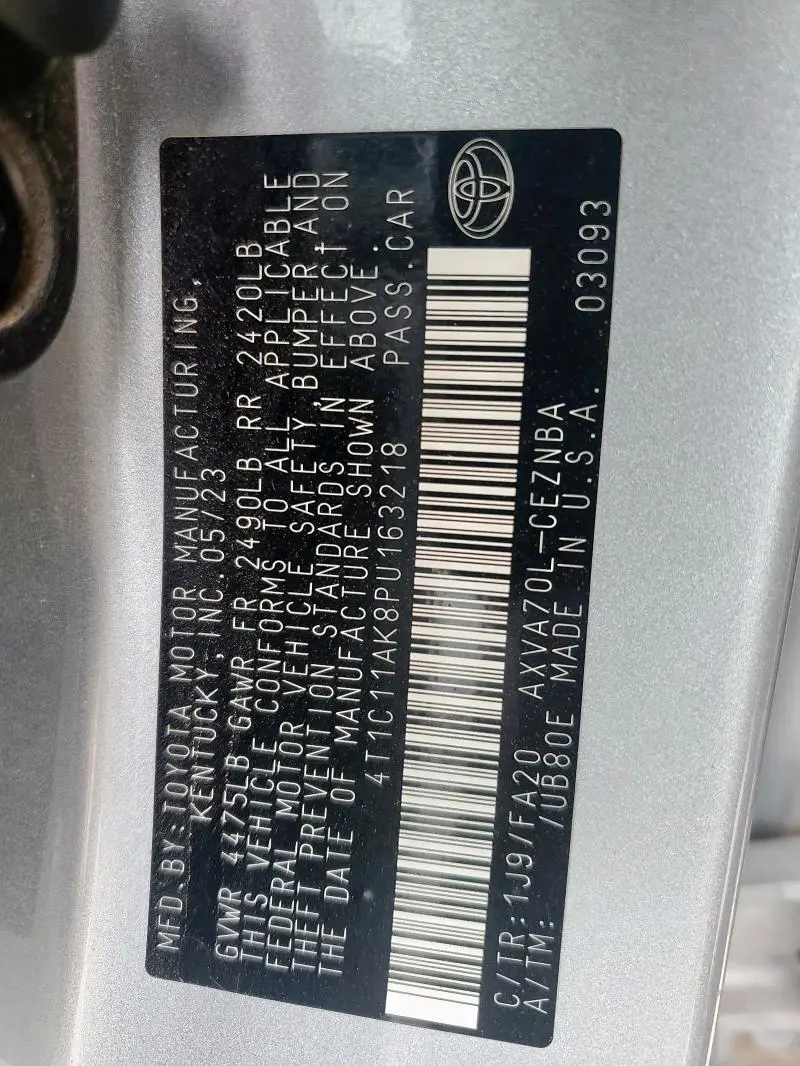 MFD.BY:TOYOTA MOTOR MANUFACTURING,
KENTUCKY,INC.05/23
GVWR 4475LB GAWR FR 2490LB RR 2420LB
THIS VEHICLE CONFORMS TO ALL APPLICABLE
FEDERAL MOTOR VEHICLE SAFETY,BUMPER,AND
THEFT PREVENTION STANDARDS IN EFFECT ON
THE DATE OF MANUFACTURE SHOWN ABOVE.
4T1C11AK8PU163218 PASS.CAR
C/TR:1J9/FA20 AXVA70L-CEZNBA 03093
A/TM: /UB80E MADE IN U.S.A.